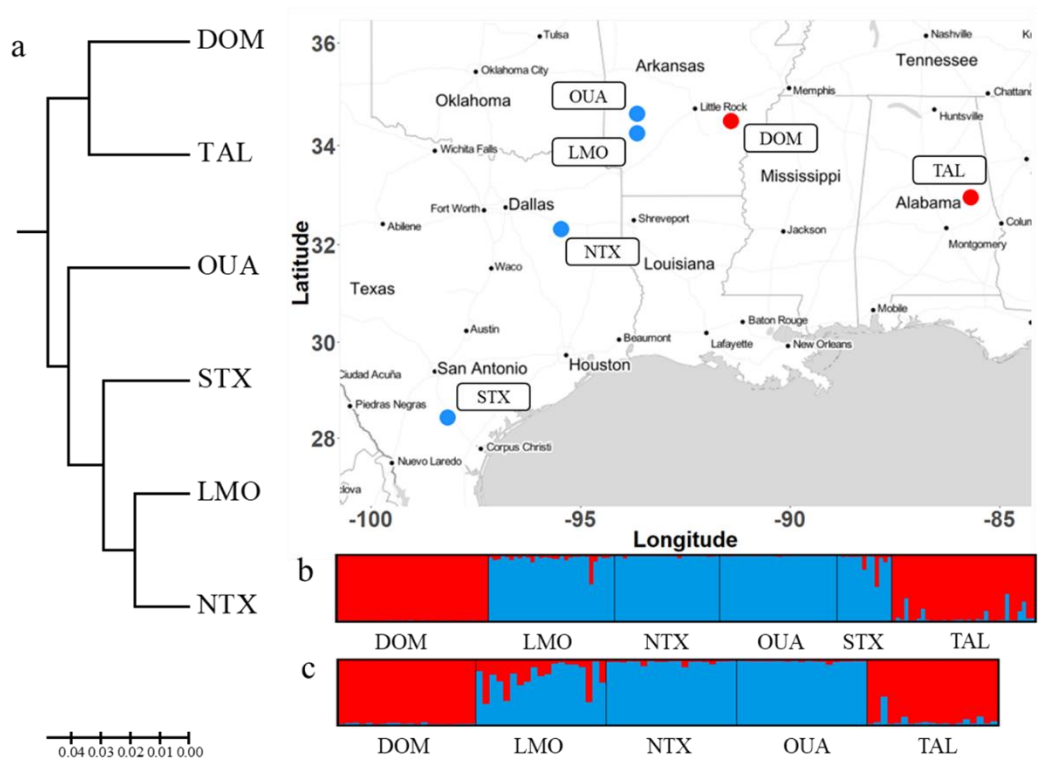 a
DOM
TAL
OUA
STX
LMO
NTX
0.04 0.03 0.02 0.01 0.00
Latitude
36
34
32
30
28
Tulsa
Oklahoma City
Oklahoma
Arkansas
OUA
Little Rock
LMO
DOM
Memphis
Nashville
Tennessee
Chattanc
Huntsville
Wichita Falls
Mississippi
TAL
Alabama
Fort Worth
Dallas
Abilene
Shreveport
Jackson
Colun
Montgomery
NTX
Waco
Louisiana
Texas
Austin
Beaumont
Baton Rouge
Lafayette
New Orleans
Mobile
San Antonio
Houston
Ciudad Acuña
STX
Piedras Negras
Corpus Christi
Nuevo Laredo
-100 -95 -90 -85
Longitude
b
DOM LMO NTX OUA STX TAL
c
DOM LMO NTX OUA TAL